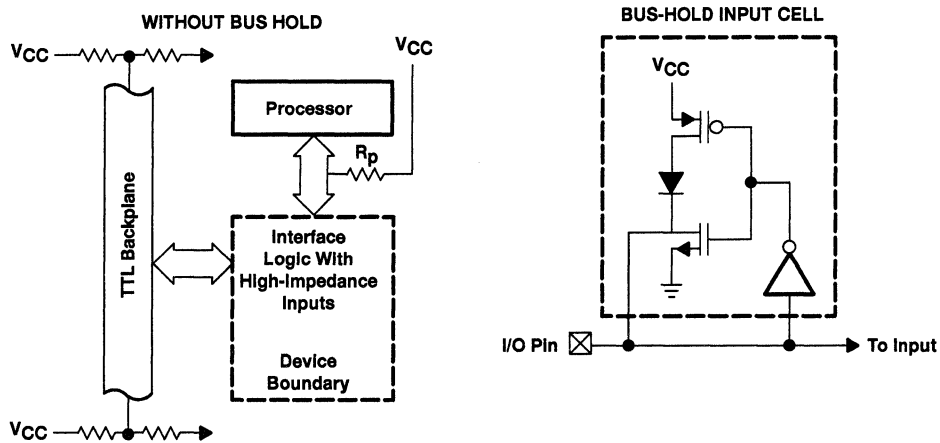 WITHOUT BUS HOLD
VCC
VCC
Processor
Rp
TTL Backplane
Interface
Logic With
High-Impedance
Inputs
Device
Boundary
VCC
BUS-HOLD INPUT CELL
VCC
I/O Pin
To Input